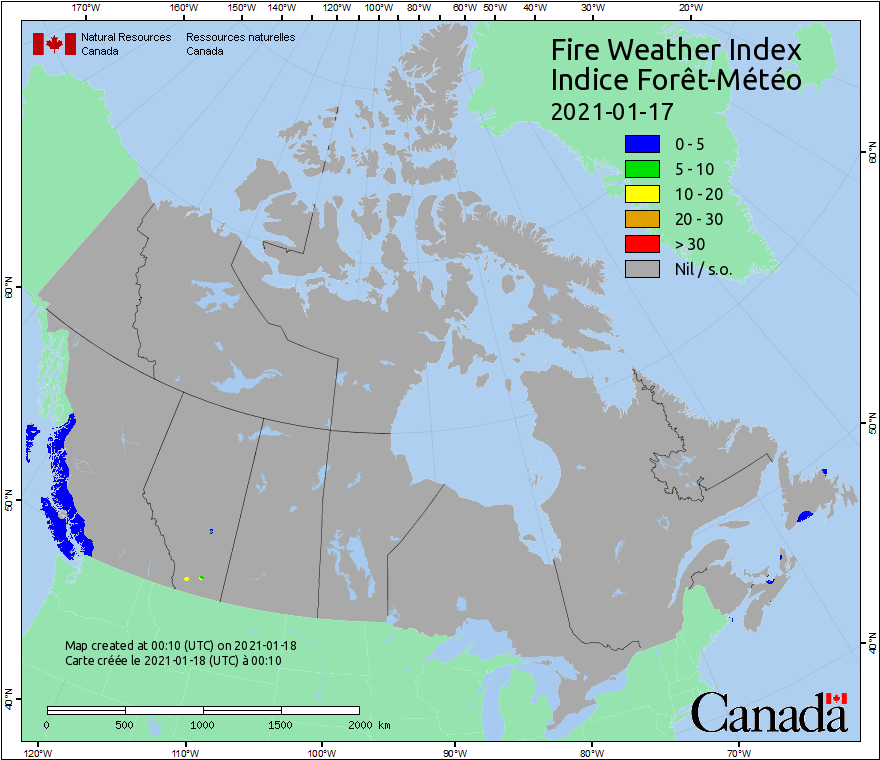 170°W 160°W 150°W 140°W 130°W 120°W 110°W 100°W 90°W 80°W 70°W 60°W 50°W 40°W 30°W 20°W
Natural Resources Ressources naturelles
Canada Canada
Fire Weather Index
Indice Forêt-Météo
2021-01-17
0 - 5
5 - 10
10 - 20
20 - 30
> 30
Nil / s.o.
60°N 60°N
50°N 50°N
40°N 40°N
Map created at 00:10 (UTC) on 2021-01-18
Carte créée le 2021-01-18 (UTC) à 00:10
0 500 1000 1500 2000 km
Canada
120°W 110°W 100°W 90°W 80°W 70°W